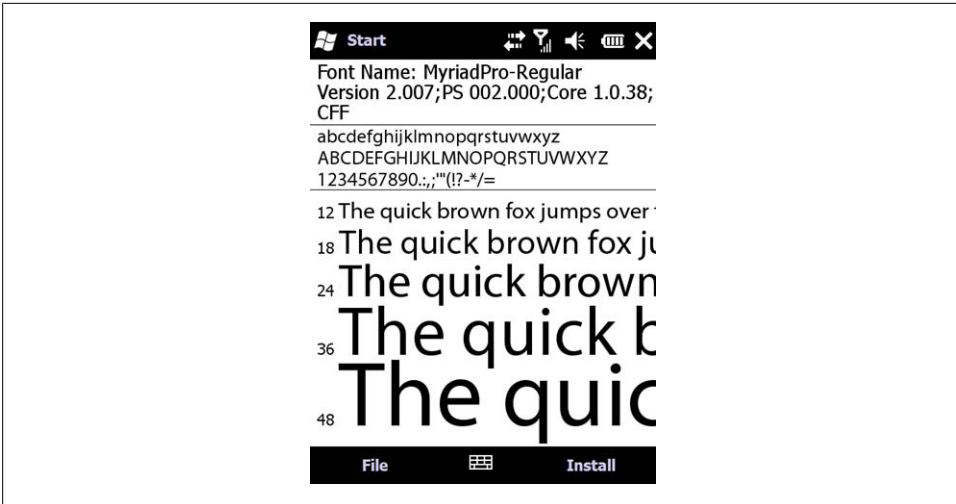 Start
Font Name: MyriadPro-Regular
Version 2.007;PS 002.000;Core 1.0.38;
CFF
abcdefghijklmnopqrstuvwxyz
ABCDEFGHIJKLMNOPQRSTUVWXYZ
1234567890.:,;'"(!?-*/=
12 The quick brown fox jumps over
18 The quick brown fox
24 The quick brown
36 The quick
48 The
File Install